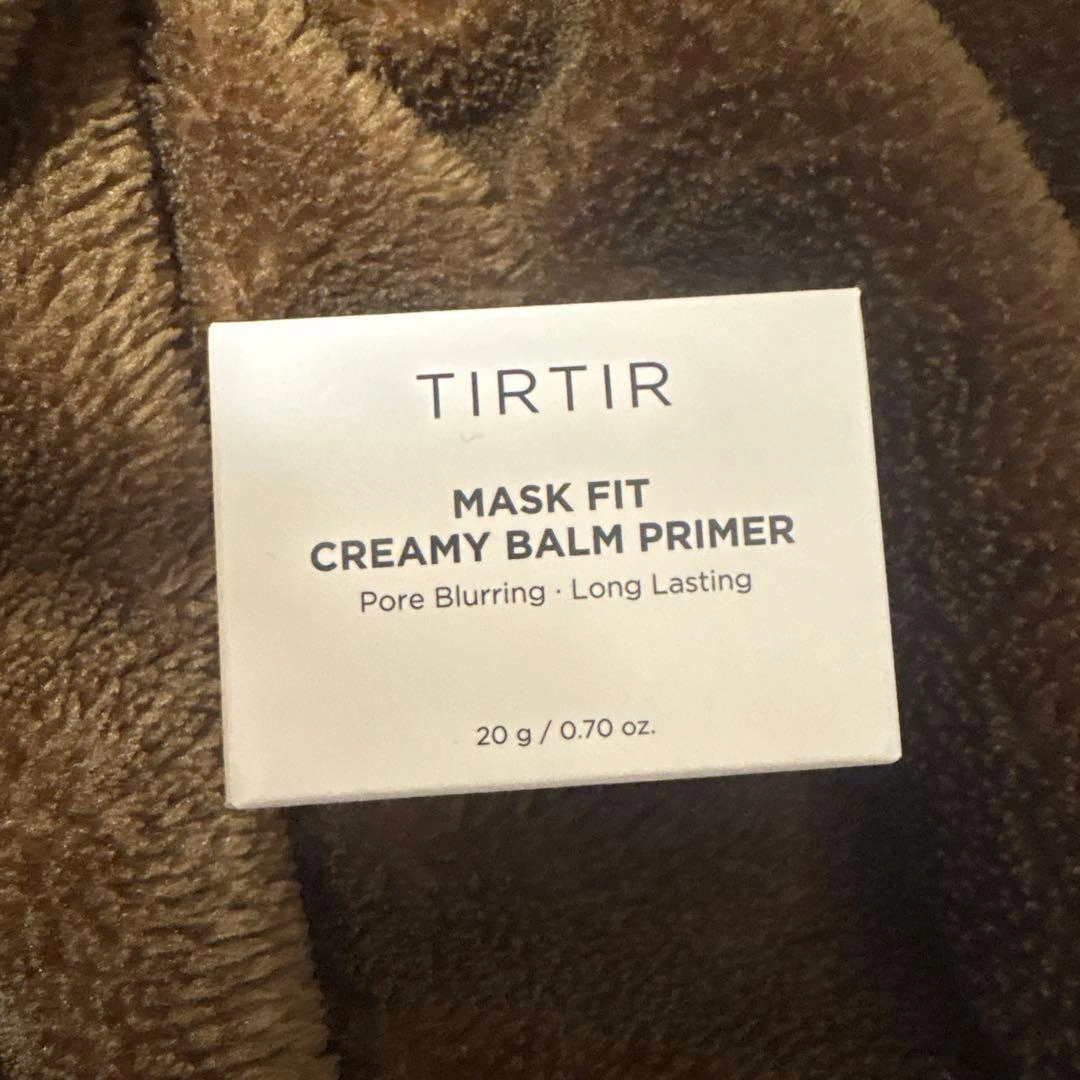 TIRTIR
MASK FIT
CREAMY BALM PRIMER
Pore Blurring · Long Lasting
20 g / 0.70 oz.